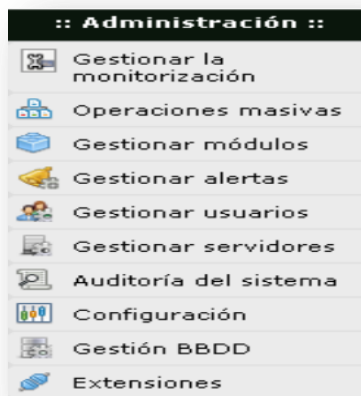 :: Administración ::
Gestionar la
monitorización
Operaciones masivas
Gestionar módulos
Gestionar alertas
Gestionar usuarios
Gestionar servidores
Auditoría del sistema
Configuración
Gestión BBDD
Extensiones